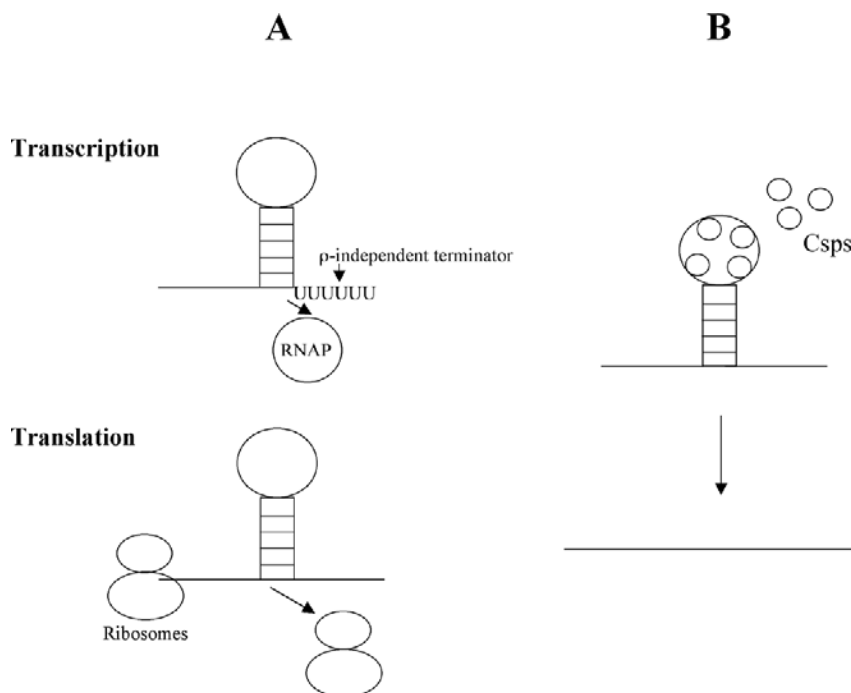 A
B
Transcription
ρ-independent terminator
UUUUUU
RNAP
Csps
Translation
Ribosomes